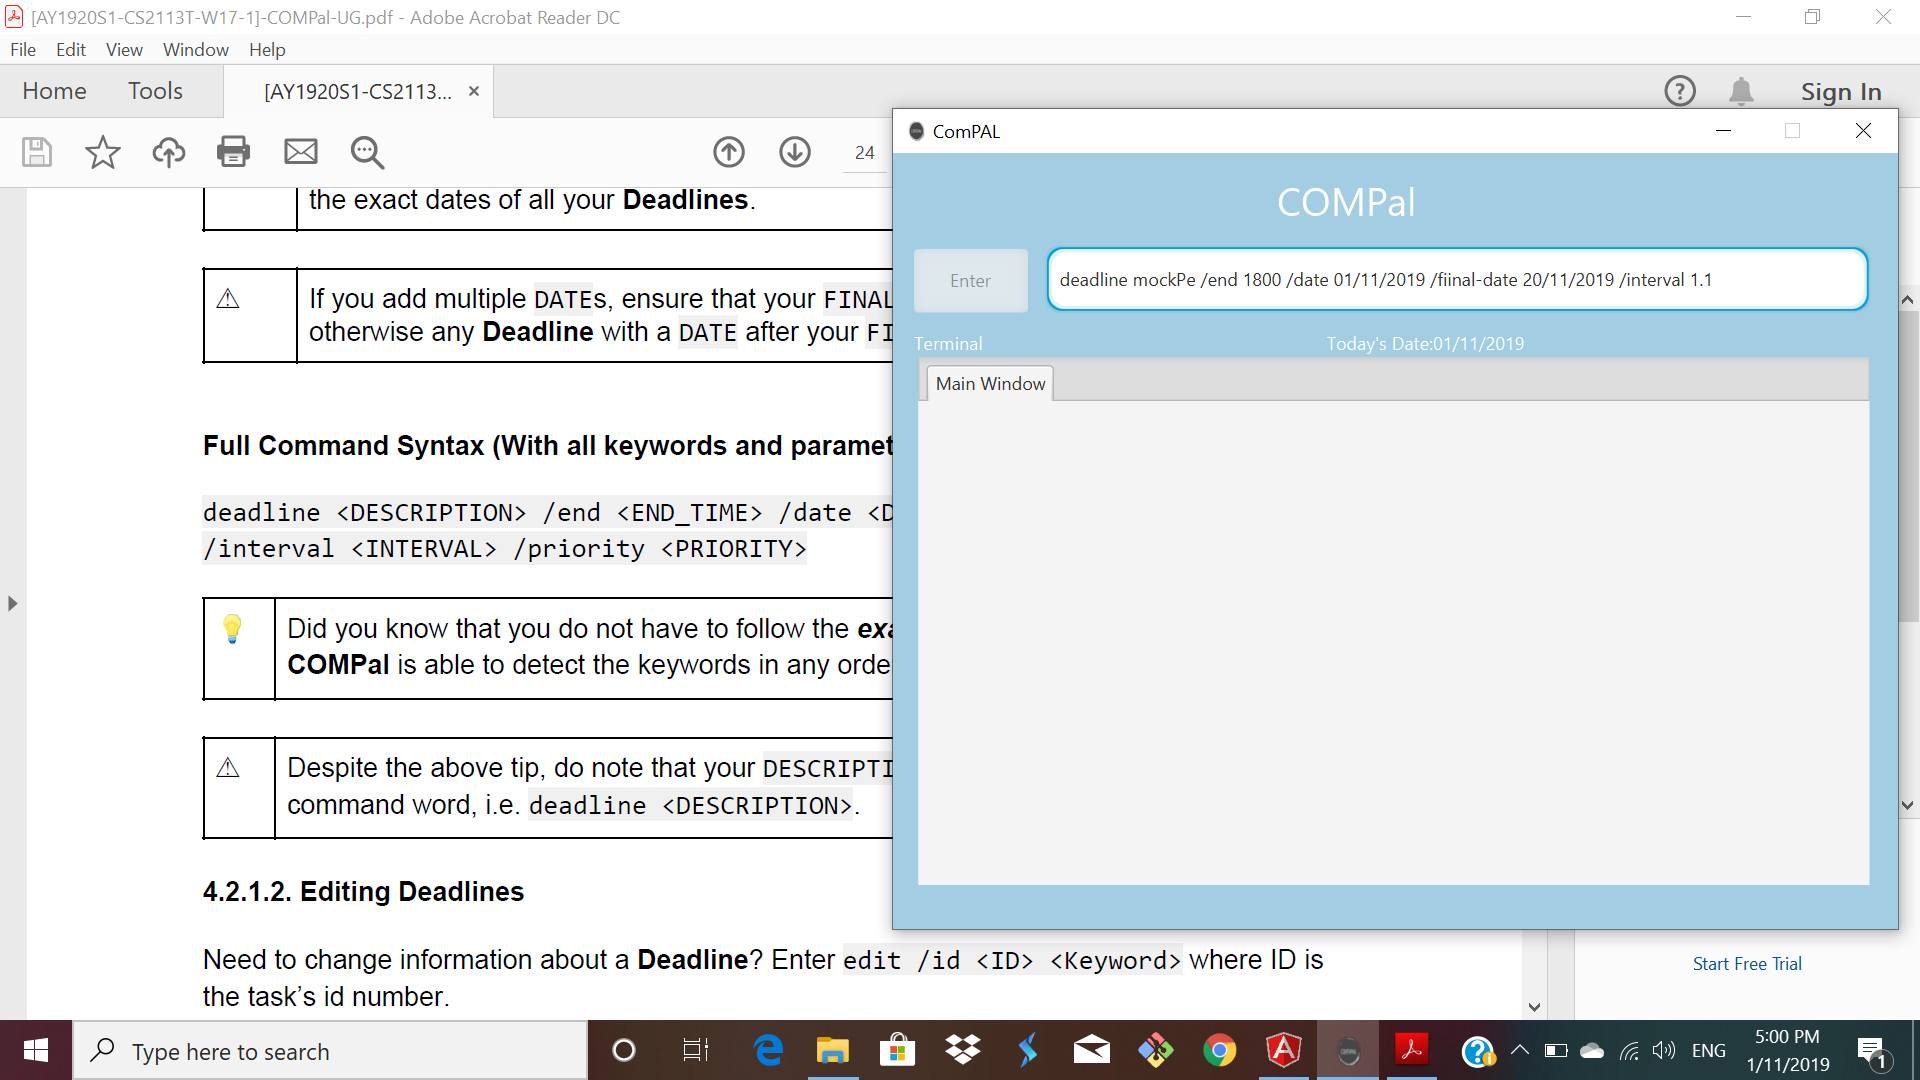 [AY1920S1-CS2113T-W17-1]-COMPal-UG.pdf - Adobe Acrobat Reader DC
File Edit View Window Help
Home Tools [AY1920S1-CS2113... × Sign In
24
the exact dates of all your Deadlines.
⚠ If you add multiple DATEs, ensure that your FINAL
otherwise any Deadline with a DATE after your FI
Full Command Syntax (With all keywords and paramet
deadline <DESCRIPTION> /end <END_TIME> /date <D
/interval <INTERVAL> /priority <PRIORITY>
Did you know that you do not have to follow the exa
COMPal is able to detect the keywords in any orde
⚠ Despite the above tip, do note that your DESCRIPTI
command word, i.e. deadline <DESCRIPTION>.
4.2.1.2. Editing Deadlines
Need to change information about a Deadline? Enter edit /id <ID> <Keyword> where ID is
the task’s id number.
ComPAL
COMPal
Enter
deadline mockPe /end 1800 /date 01/11/2019 /fiinal-date 20/11/2019 /interval 1.1
Terminal
Today's Date:01/11/2019
Main Window
Start Free Trial
Type here to search
ENG
5:00 PM
1/11/2019
1